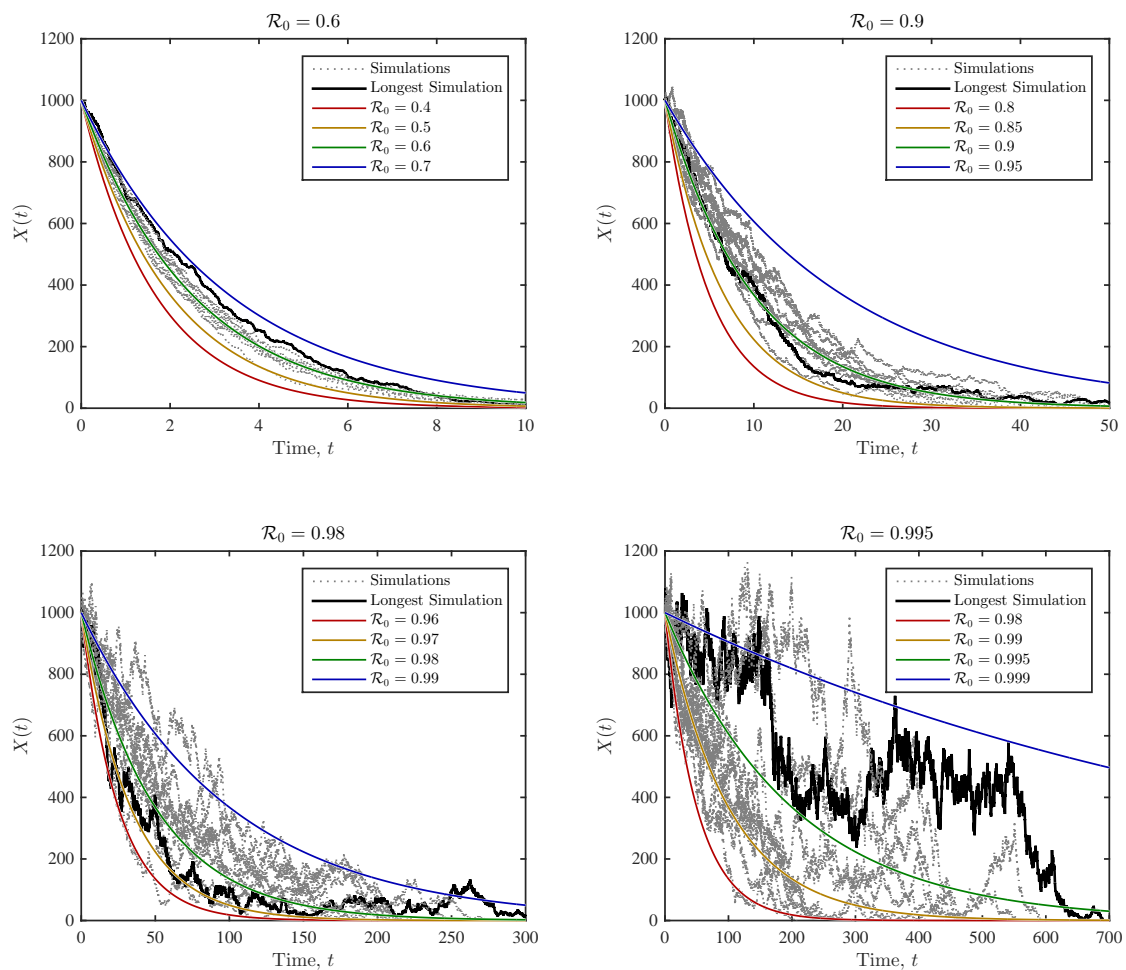 R₀ = 0.6
1200
1000
800
600
400
200
0
X(t)
0 2 4 6 8 10
Time, t
Simulations
Longest Simulation
R₀ = 0.4
R₀ = 0.5
R₀ = 0.6
R₀ = 0.7
R₀ = 0.9
1200
1000
800
600
400
200
0
X(t)
0 10 20 30 40 50
Time, t
Simulations
Longest Simulation
R₀ = 0.8
R₀ = 0.85
R₀ = 0.9
R₀ = 0.95
R₀ = 0.98
1200
1000
800
600
400
200
0
X(t)
0 50 100 150 200 250 300
Time, t
Simulations
Longest Simulation
R₀ = 0.96
R₀ = 0.97
R₀ = 0.98
R₀ = 0.99
R₀ = 0.995
1200
1000
800
600
400
200
0
X(t)
0 100 200 300 400 500 600 700
Time, t
Simulations
Longest Simulation
R₀ = 0.98
R₀ = 0.99
R₀ = 0.995
R₀ = 0.999